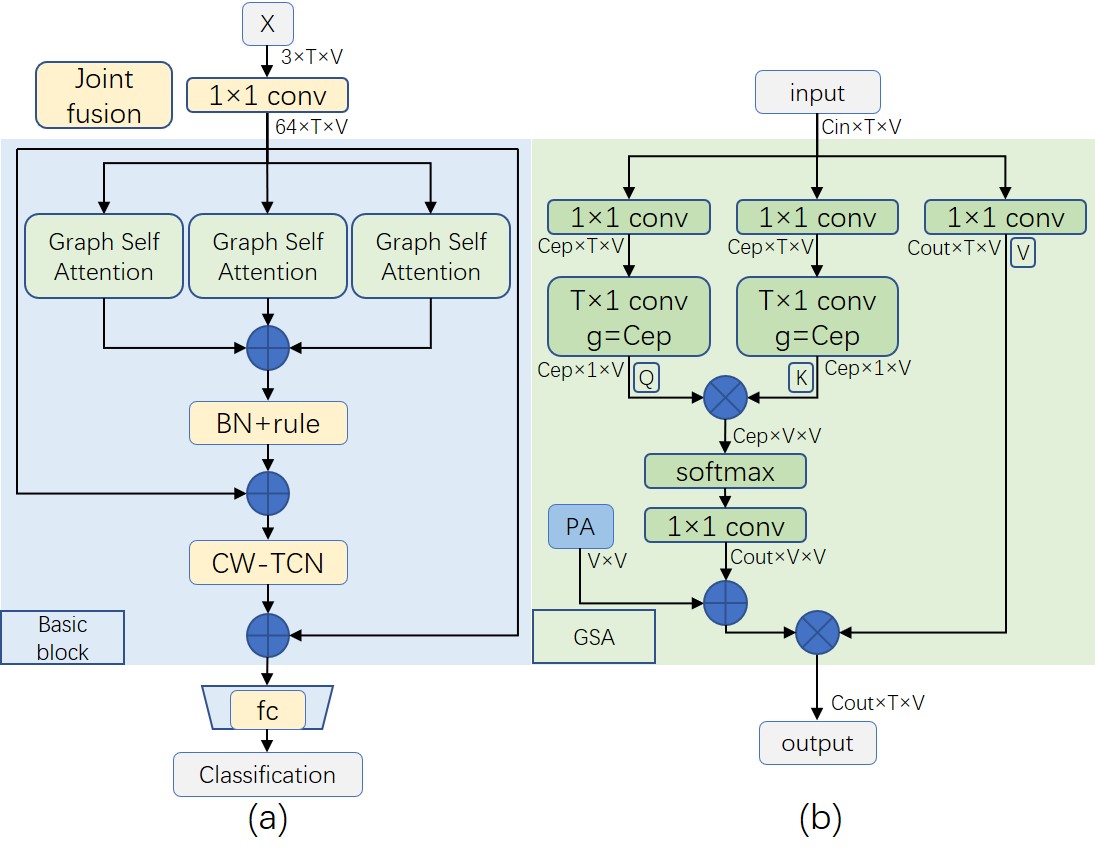 X
3×T×V
Joint
fusion
1×1 conv
64×T×V
Graph Self
Attention
Graph Self
Attention
Graph Self
Attention
BN+rule
CW-TCN
Basic
block
fc
Classification
(a)
input
Cin×T×V
1×1 conv
1×1 conv
1×1 conv
Cep×T×V
Cep×T×V
Cout×T×V
V
T×1 conv
g=Cep
T×1 conv
g=Cep
Cep×1×V
Q
K
Cep×1×V
Cep×V×V
softmax
PA
1×1 conv
V×V
Cout×V×V
GSA
Cout×T×V
output
(b)